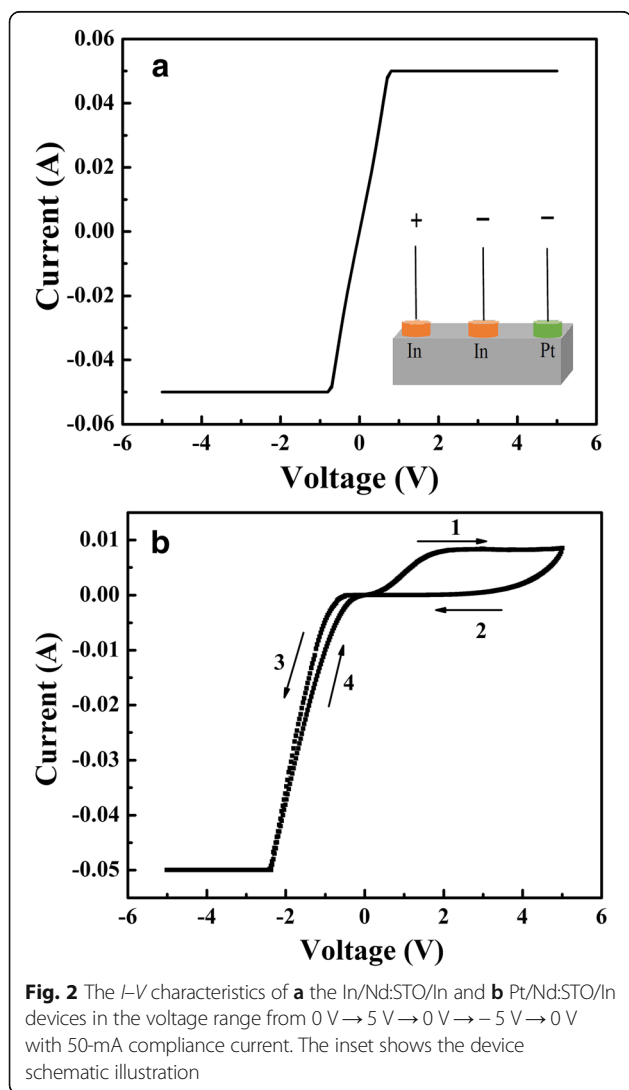 0.06
a
0.04
0.02
0.00
-0.02
-0.04
-0.06
Current (A)
+ − −
In In Pt
-6 -4 -2 0 2 4 6
Voltage (V)
b
0.01
0.00
-0.01
-0.02
-0.03
-0.04
-0.05
Current (A)
1
2
3
4
-6 -4 -2 0 2 4 6
Voltage (V)
Fig. 2 The I–V characteristics of a the In/Nd:STO/In and b Pt/Nd:STO/In
devices in the voltage range from 0 V → 5 V → 0 V → − 5 V → 0 V
with 50-mA compliance current. The inset shows the device
schematic illustration